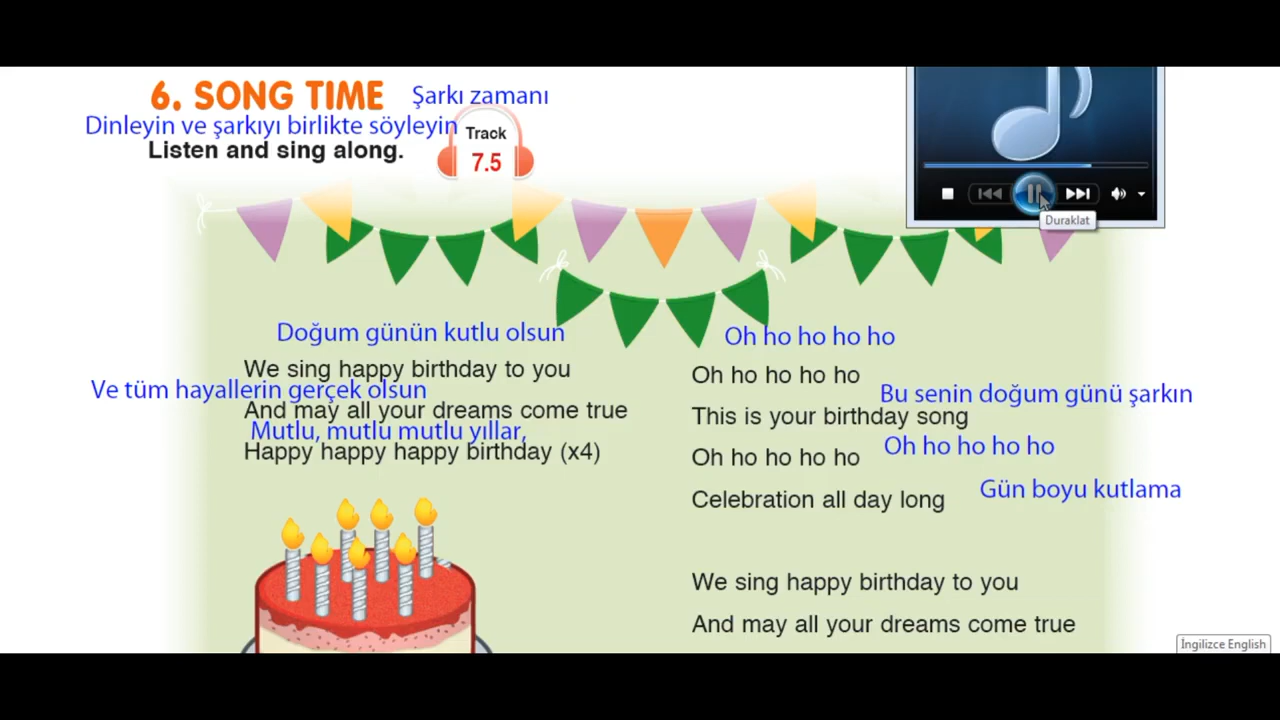 6. SONG TIME Şarkı zamanı
Dinleyin ve şarkıyı birlikte söyleyin
Listen and sing along.
Track
7.5
Duraklat
Doğum günün kutlu olsun
We sing happy birthday to you
Ve tüm hayallerin gerçek olsun
And may all your dreams come true
Mutlu, mutlu mutlu yıllar,
Happy happy happy birthday (x4)
Oh ho ho ho ho
Oh ho ho ho ho
Bu senin doğum günü şarkın
This is your birthday song
Oh ho ho ho ho
Oh ho ho ho ho
Gün boyu kutlama
Celebration all day long
We sing happy birthday to you
And may all your dreams come true
İngilizce English